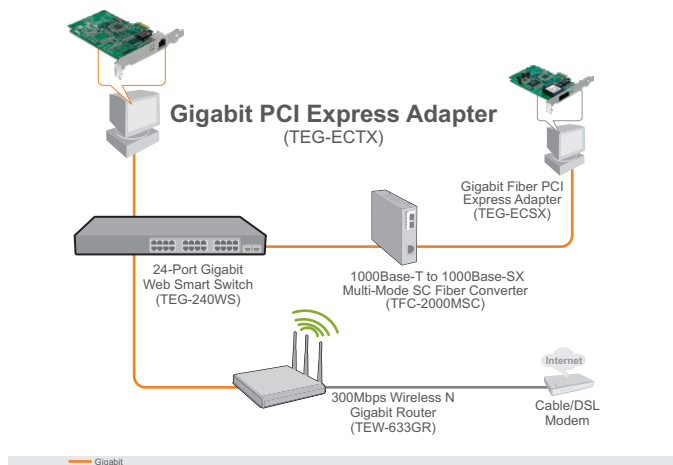 Gigabit PCI Express Adapter
(TEG-ECTX)
Gigabit Fiber PCI
Express Adapter
(TEG-ECSX)
24-Port Gigabit
Web Smart Switch
(TEG-240WS)
1000Base-T to 1000Base-SX
Multi-Mode SC Fiber Converter
(TFC-2000MSC)
Internet
300Mbps Wireless N
Gigabit Router
(TEW-633GR)
Cable/DSL
Modem
Gigabit